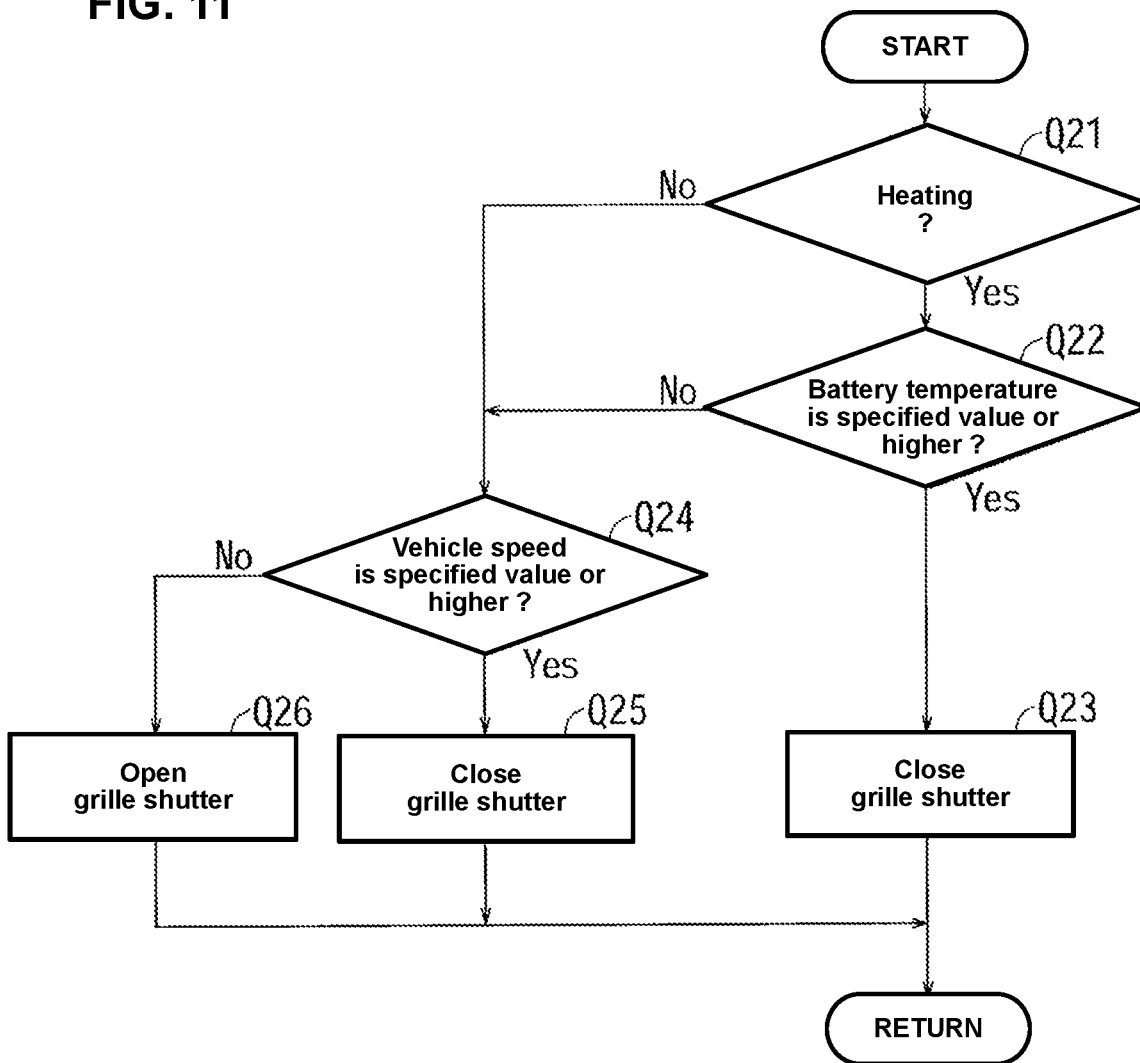 FIG. 11
START
Q21
No
Heating
?
Yes
Q22
No
Battery temperature
is specified value or
higher ?
Yes
Q24
No
Vehicle speed
is specified value or
higher ?
Yes
Q26
Open
grille shutter
Q25
Close
grille shutter
Q23
Close
grille shutter
RETURN